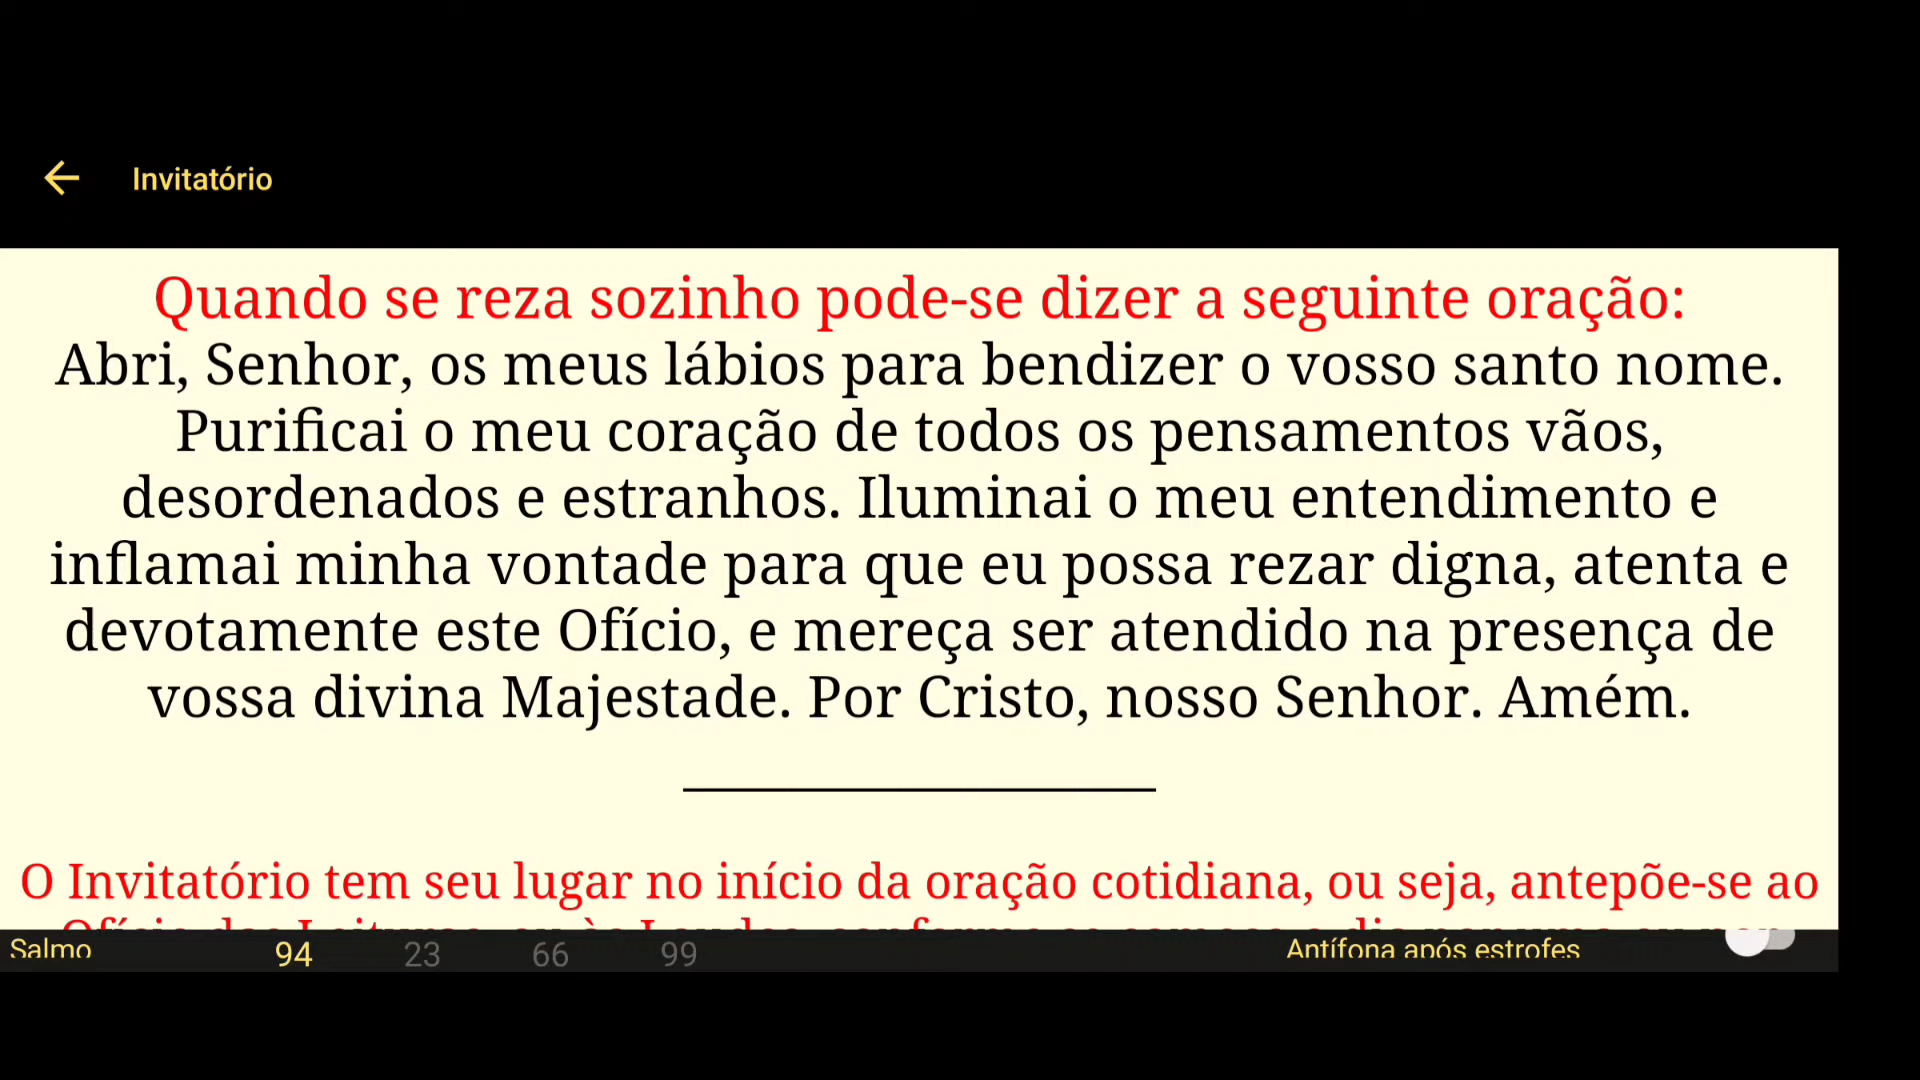 Invitatório
Quando se reza sozinho pode-se dizer a seguinte oração:
Abri, Senhor, os meus lábios para bendizer o vosso santo nome.
Purificai o meu coração de todos os pensamentos vãos,
desordenados e estranhos. Iluminai o meu entendimento e
inflamai minha vontade para que eu possa rezar digna, atenta e
devotamente este Ofício, e mereça ser atendido na presença de
vossa divina Majestade. Por Cristo, nosso Senhor. Amém.
O Invitatório tem seu lugar no início da oração cotidiana, ou seja, antepõe-se ao
Salmo 94 23 66 99 Antífona após estrofes